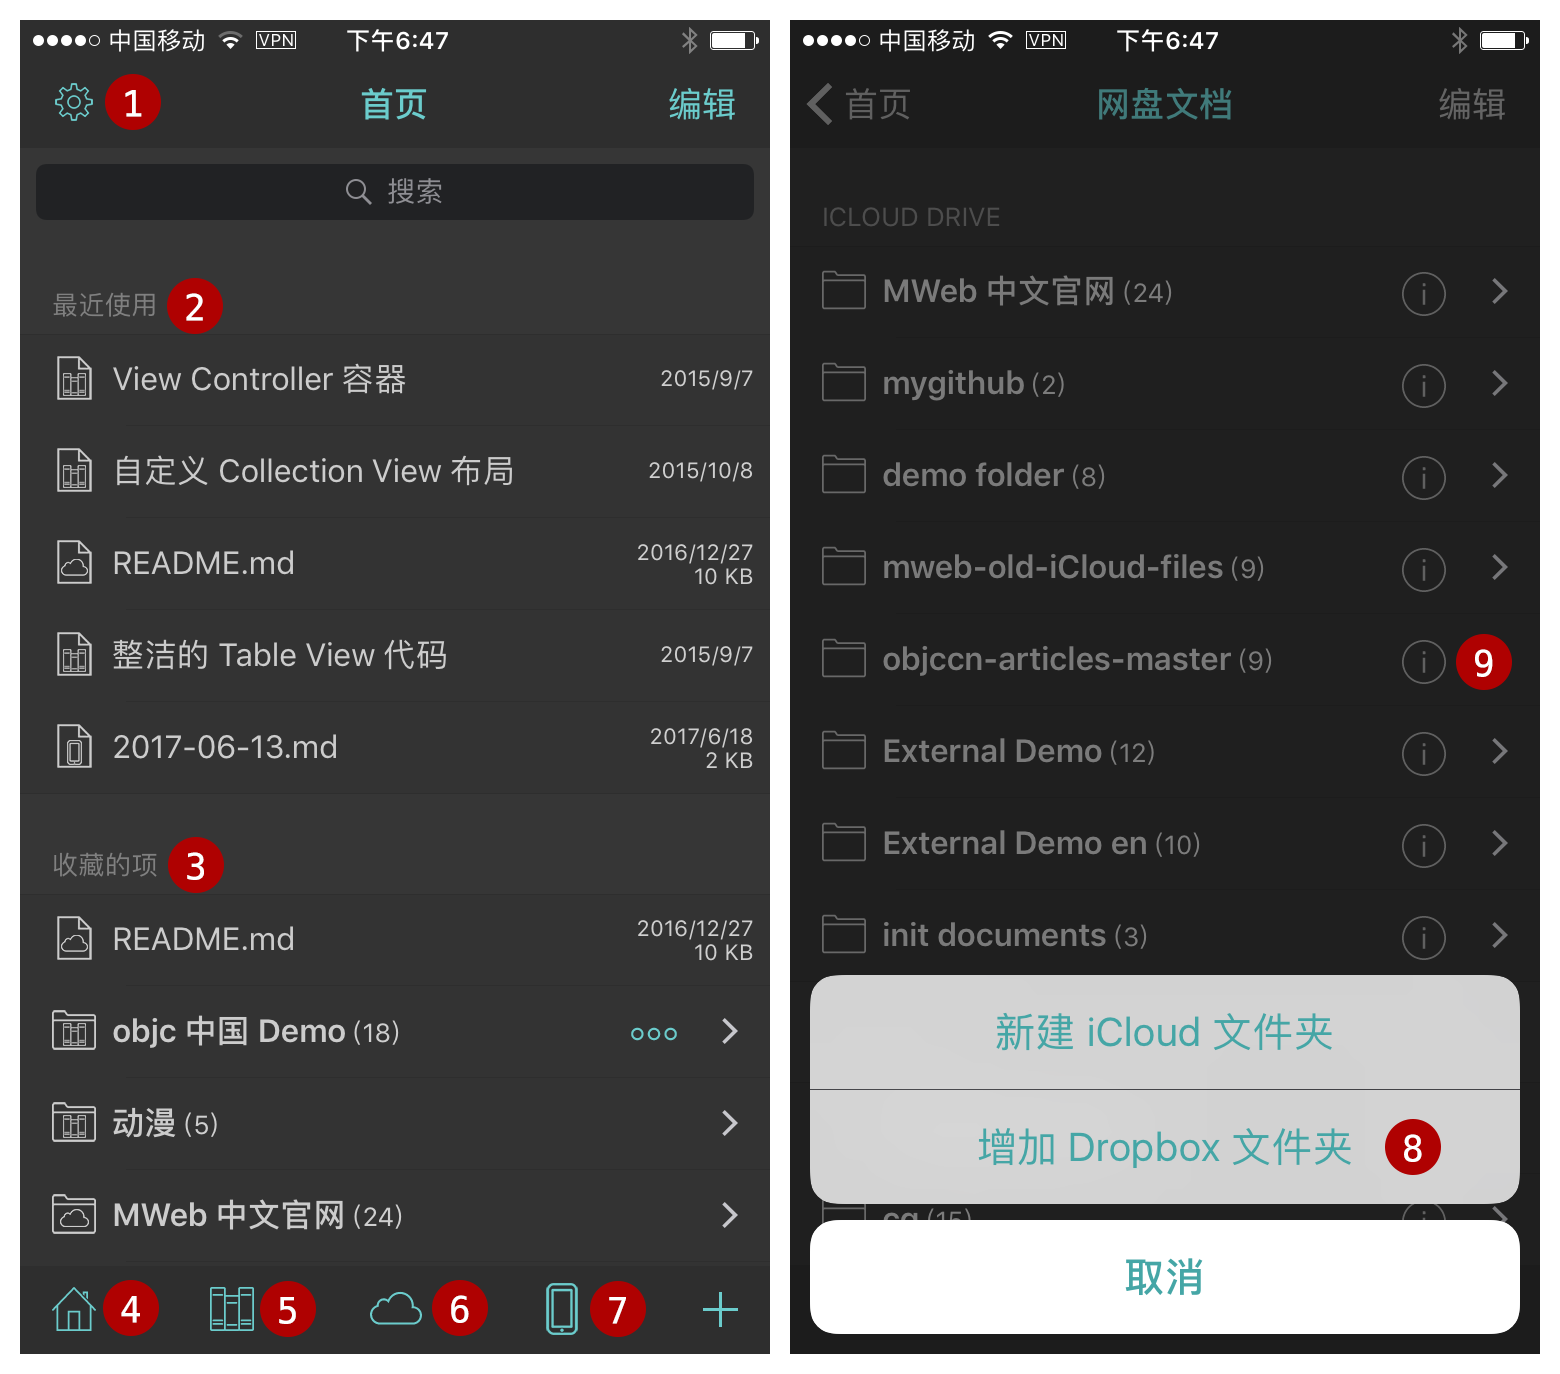 中国移动 VPN 下午6:47
1 首页 编辑
搜索
最近使用 2
View Controller 容器 2015/9/7
自定义 Collection View 布局 2015/10/8
README.md 2016/12/27
10 KB
整洁的 Table View 代码 2015/9/7
2017-06-13.md 2017/6/18
2 KB
收藏的项 3
README.md 2016/12/27
10 KB
objc 中国 Demo (18)
动漫 (5)
MWeb 中文官网 (24)
4 5 6 7
中国移动 VPN 下午6:47
首页 网盘文档 编辑
ICLOUD DRIVE
MWeb 中文官网 (24)
mygithub (2)
demo folder (8)
mweb-old-iCloud-files (9)
objccn-articles-master (9) 9
External Demo (12)
External Demo en (10)
init documents (3)
新建 iCloud 文件夹
增加 Dropbox 文件夹 8
取消